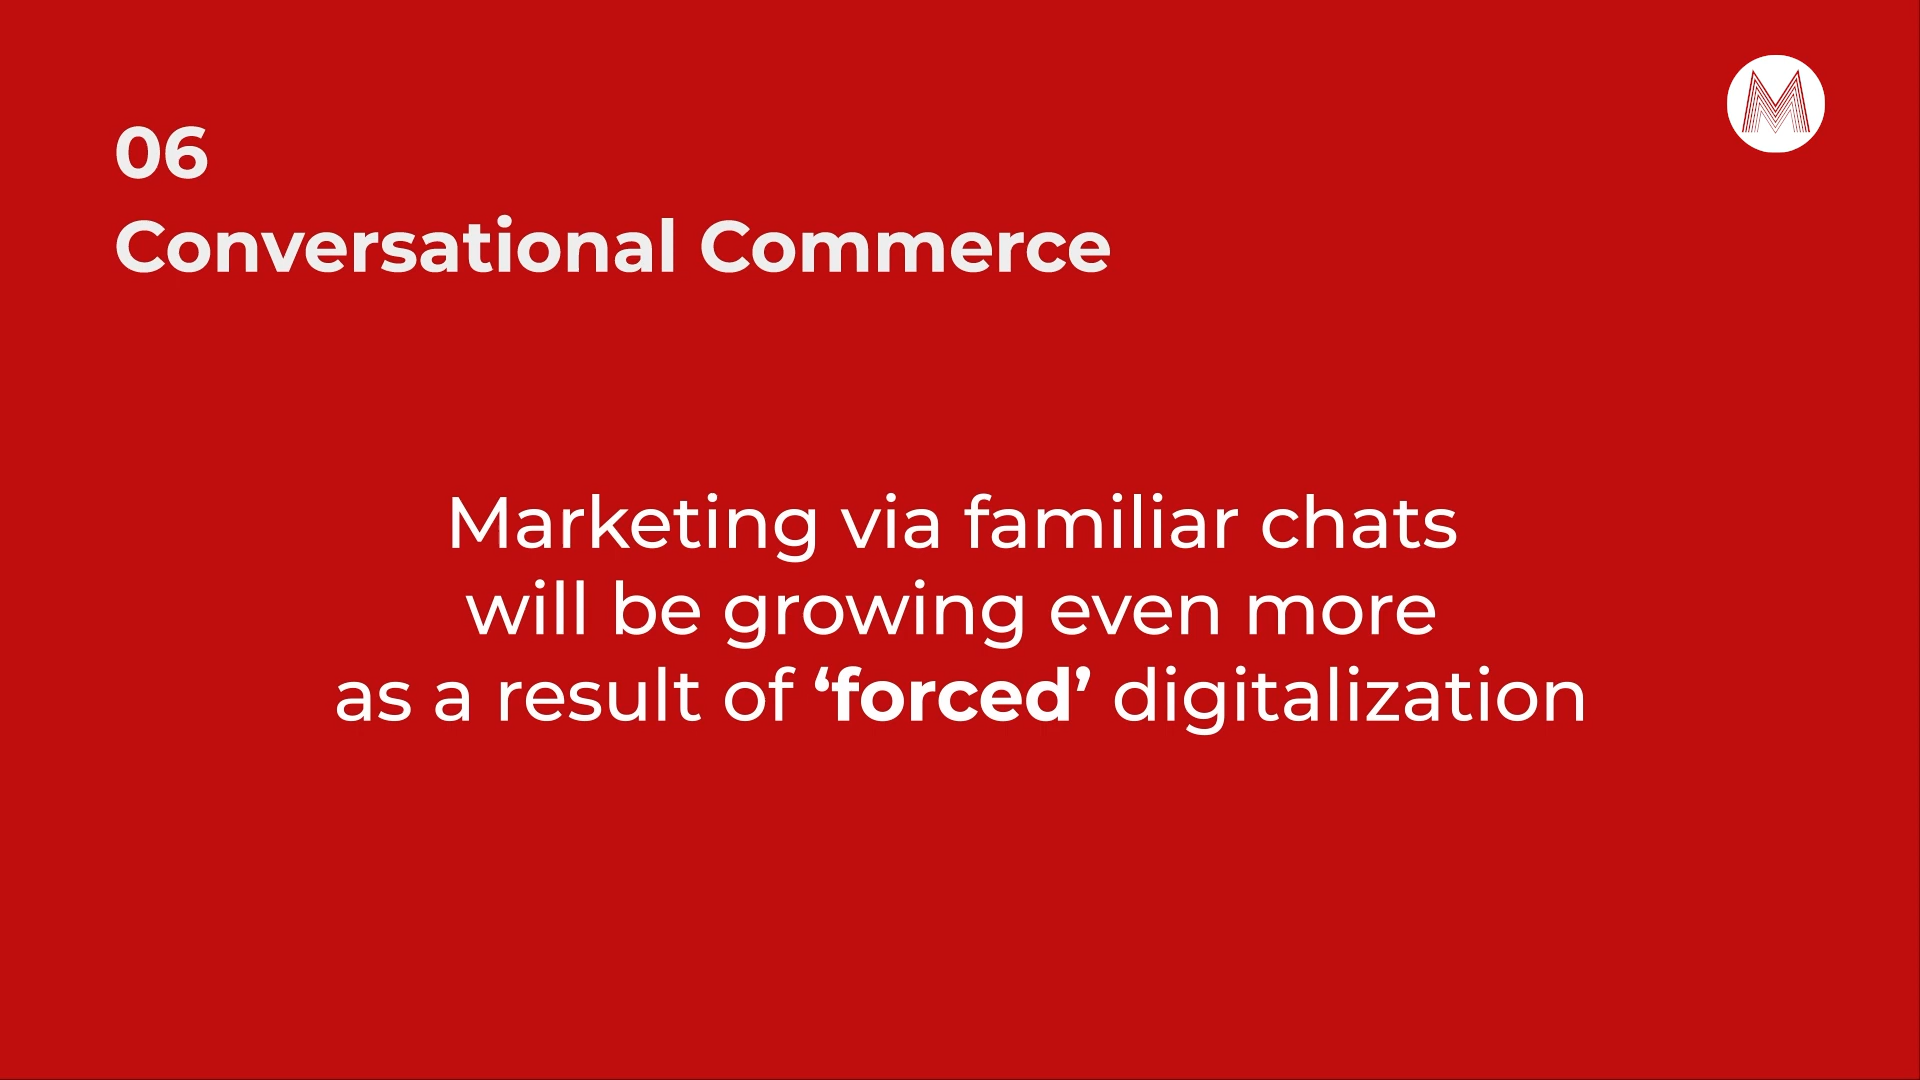 M
06
Conversational Commerce
Marketing via familiar chats
will be growing even more
as a result of ‘forced’ digitalization